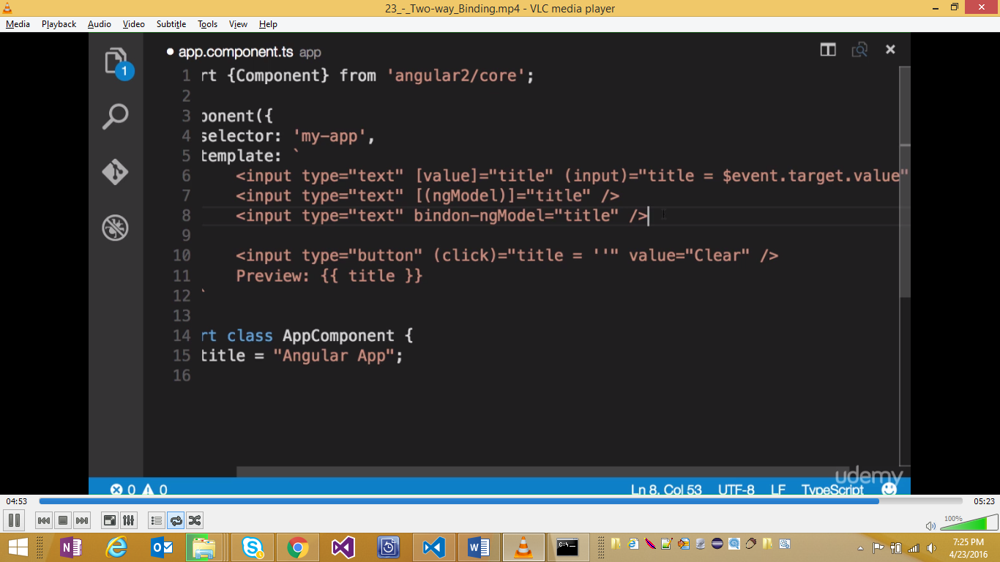 23_-_Two-way_Binding.mp4 - VLC media player
Media Playback Audio Video Subtitle Tools View Help
1
app.component.ts app
1 rt {Component} from 'angular2/core';
2
3 ponent({
4 selector: 'my-app',
5 template: `
6 <input type="text" [value]="title" (input)="title = $event.target.value"
7 <input type="text" [(ngModel)]="title" />
8 <input type="text" bindon-ngModel="title" />
9
10 <input type="button" (click)="title = ''" value="Clear" />
11 Preview: {{ title }}
12 `
13
14 rt class AppComponent {
15 title = "Angular App";
16
udemy
0 0 Ln 8, Col 53 UTF-8 LF TypeScript
04:53 05:23
100%
7:25 PM
4/23/2016